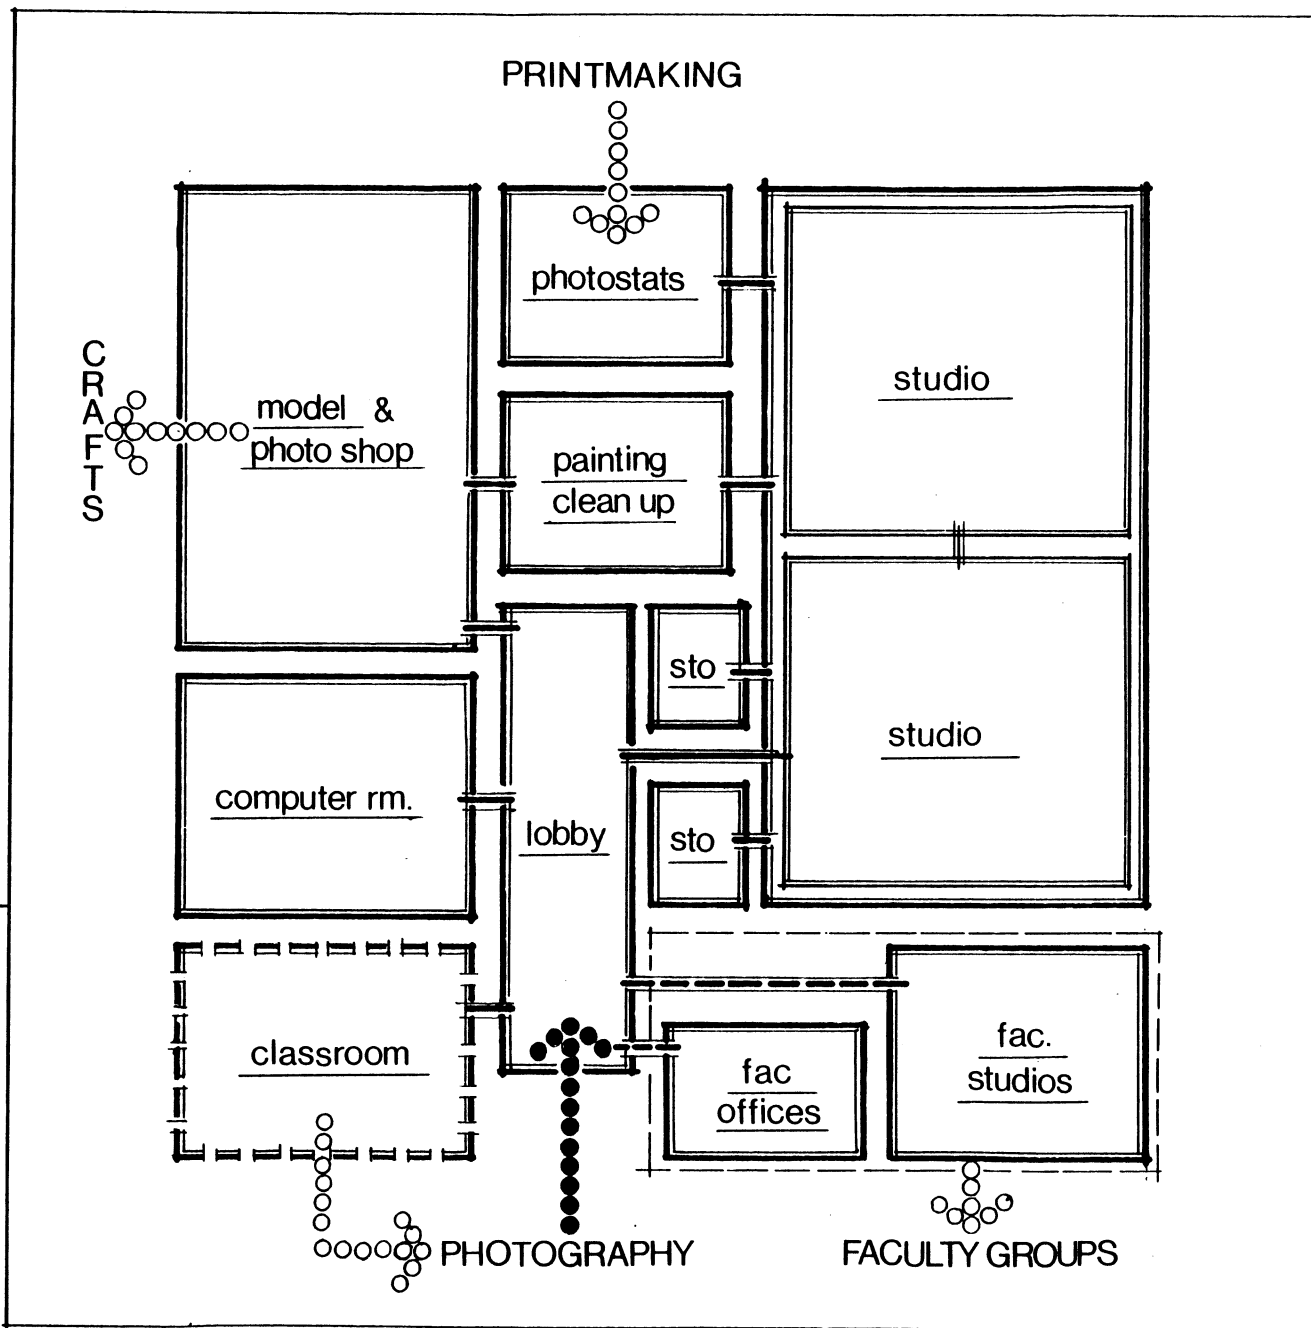 PRINTMAKING
photostats
studio
CRAFTS
model &
photo shop
painting
clean up
sto
studio
computer rm.
lobby
sto
classroom
fac.
studios
fac
offices
PHOTOGRAPHY
FACULTY GROUPS